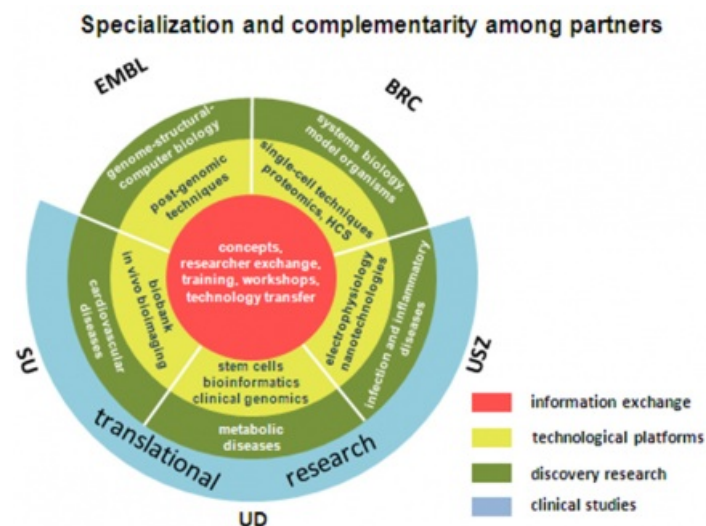 Specialization and complementarity among partners
EMBL
BRC
genome-structural-
computer biology
systems biology,
model organisms
post-genomic
techniques
single-cell techniques
proteomics, HCS
concepts,
researcher exchange,
training, workshops,
technology transfer
cardiovascular
diseases
biobank
in vivo bioimaging
electrophysiology
nanotechnologies
infection and inflammatory
diseases
stem cells
bioinformatics
clinical genomics
metabolic
diseases
SU
USZ
translational
research
UD
information exchange
technological platforms
discovery research
clinical studies